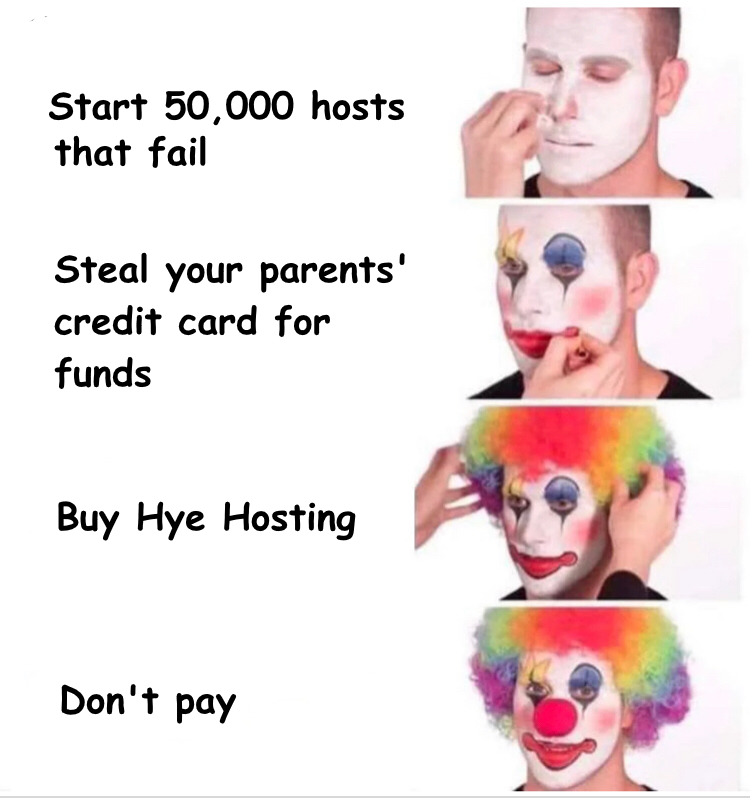 Start 50,000 hosts
that fail
Steal your parents'
credit card for
funds
Buy Hye Hosting
Don't pay